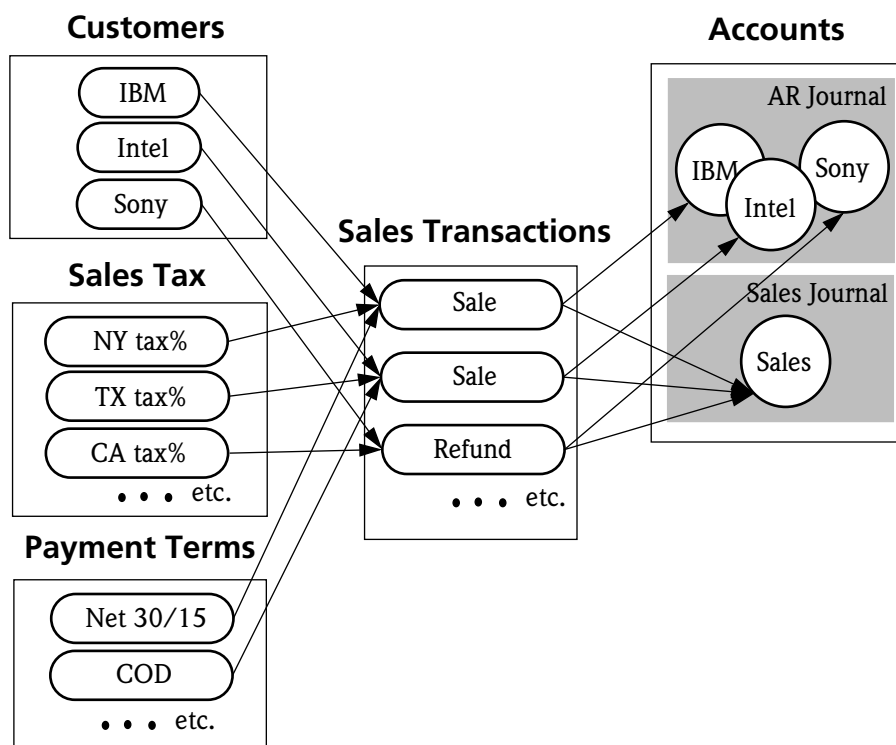 Customers
IBM
Intel
Sony
Sales Tax
NY tax%
TX tax%
CA tax%
• • • etc.
Payment Terms
Net 30/15
COD
• • • etc.
Sales Transactions
Sale
Sale
Refund
• • • etc.
Accounts
AR Journal
IBM
Intel
Sony
Sales Journal
Sales